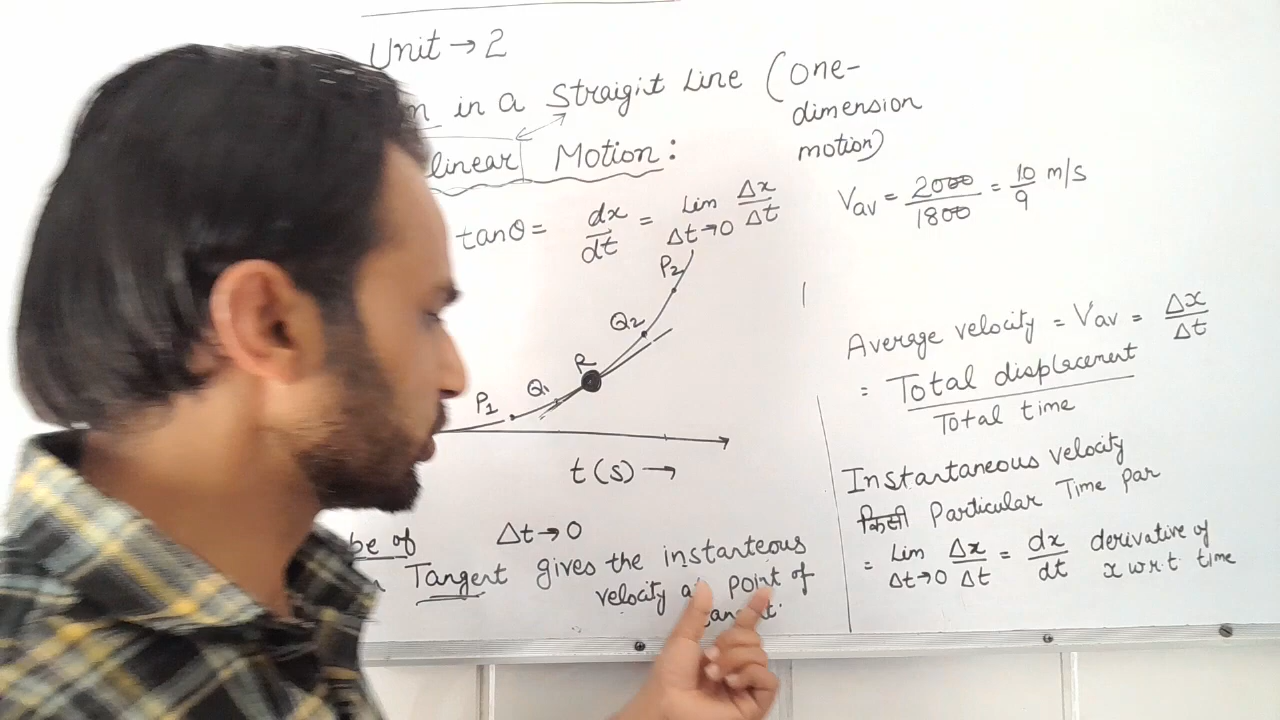 Unit → 2
in a Straigit Line (one-
dimension
motion)
linear Motion:
tanθ = dx/dt = Lim Δt→0 Δx/Δt
P₁ Q₁ R Q₂ P₂
t (s) →
Δt → 0
Tangent gives the instanteous
velocity point of
Vav = 2000/1800 = 10/9 m/s
Average velocity = Vav = Δx/Δt
= Total displacement/Total time
Instantaneous velocity
किसी Particular Time Par
= Lim Δt→0 Δx/Δt = dx/dt derivative of
x w.r.t. time